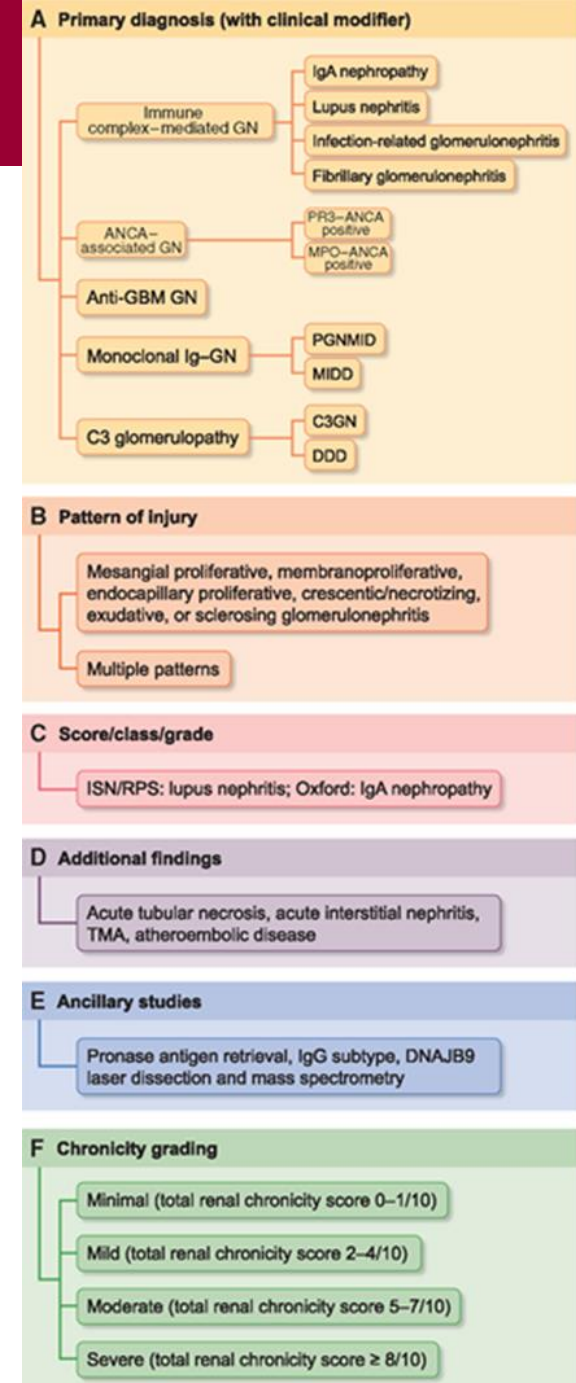 A Primary diagnosis (with clinical modifier)
Immune
complex–mediated GN
IgA nephropathy
Lupus nephritis
Infection-related glomerulonephritis
Fibrillary glomerulonephritis
ANCA–
associated GN
PR3–ANCA
positive
MPO–ANCA
positive
Anti-GBM GN
Monoclonal Ig–GN
PGNMID
MIDD
C3 glomerulopathy
C3GN
DDD
B Pattern of injury
Mesangial proliferative, membranoproliferative,
endocapillary proliferative, crescentic/necrotizing,
exudative, or sclerosing glomerulonephritis
Multiple patterns
C Score/class/grade
ISN/RPS: lupus nephritis; Oxford: IgA nephropathy
D Additional findings
Acute tubular necrosis, acute interstitial nephritis,
TMA, atheroembolic disease
E Ancillary studies
Pronase antigen retrieval, IgG subtype, DNAJB9
laser dissection and mass spectrometry
F Chronicity grading
Minimal (total renal chronicity score 0–1/10)
Mild (total renal chronicity score 2–4/10)
Moderate (total renal chronicity score 5–7/10)
Severe (total renal chronicity score ≥ 8/10)